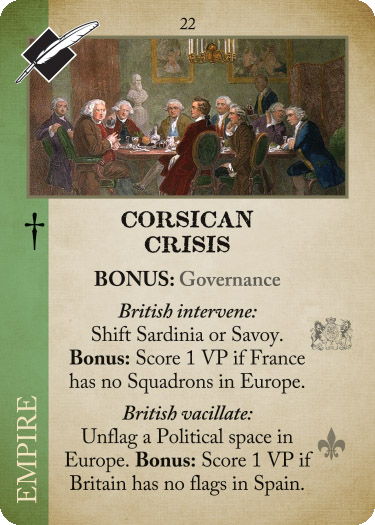 22
CORSICAN
CRISIS
BONUS: Governance
British intervene:
Shift Sardinia or Savoy.
Bonus: Score 1 VP if France
has no Squadrons in Europe.
British vacillate:
Unflag a Political space in
Europe. Bonus: Score 1 VP if
Britain has no flags in Spain.
EMPIRE